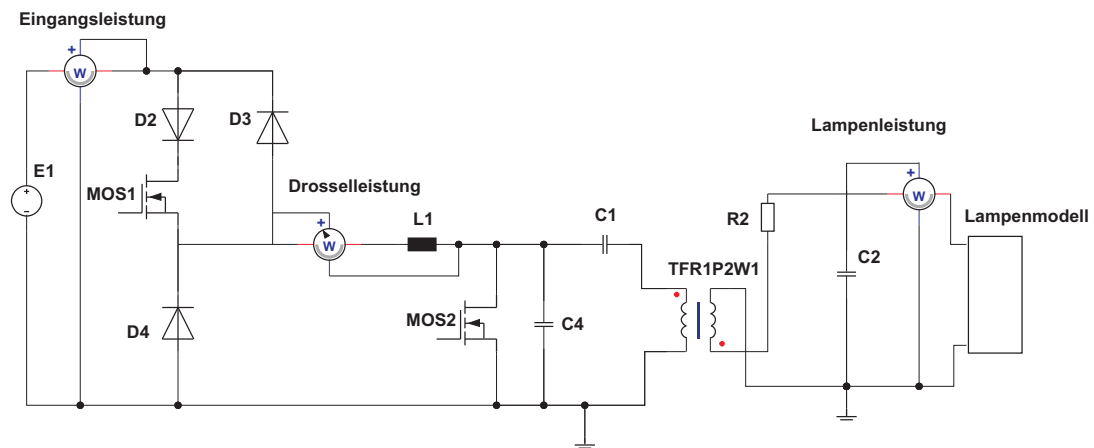 Eingangsleistung
+
W
D2
D3
E1
MOS1
Drosselleistung
+
W
L1
C1
D4
MOS2
C4
TFR1P2W1
R2
Lampenleistung
+
W
C2
Lampenmodell